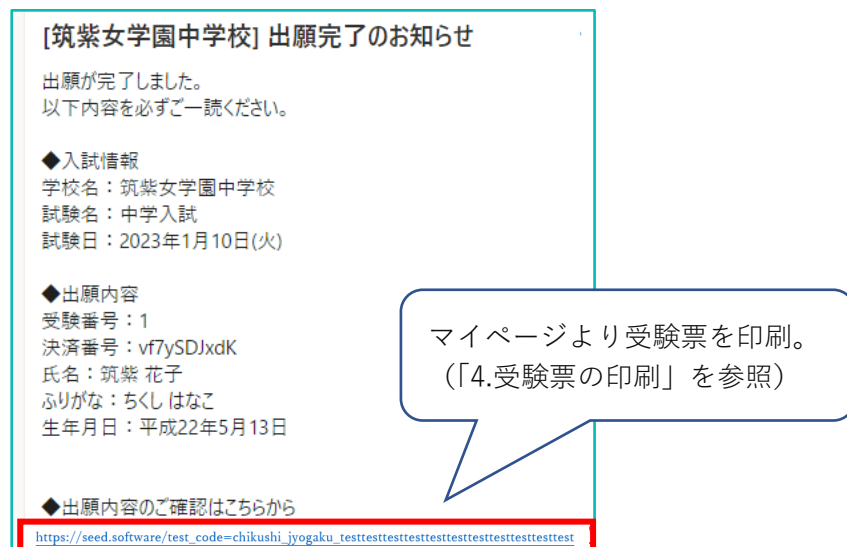 [筑紫女学園中学校] 出願完了のお知らせ
出願が完了しました。
以下内容を必ずご一読ください。
◆入試情報
学校名：筑紫女学園中学校
試験名：中学入試
試験日：2023年1月10日(火)
◆出願内容
受験番号：1
決済番号：vf7ySDJxdK
氏名：筑紫 花子
ふりがな：ちくし はなこ
生年月日：平成22年5月13日
マイページより受験票を印刷。
（「4.受験票の印刷」を参照）
◆出願内容のご確認はこちらから
https://seed.software/test_code=chikushi_jyogaku_testtesttesttesttesttesttesttesttesttest